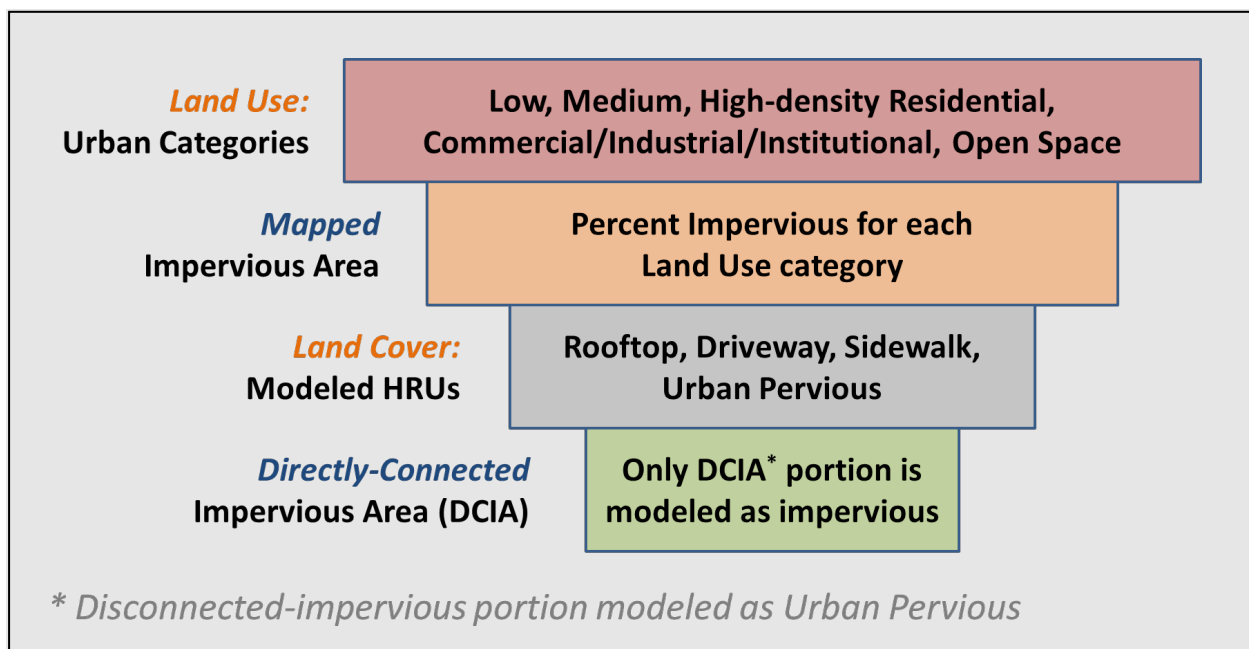 Land Use:
Urban Categories
Low, Medium, High-density Residential,
Commercial/Industrial/Institutional, Open Space
Mapped
Impervious Area
Percent Impervious for each
Land Use category
Land Cover:
Modeled HRUs
Rooftop, Driveway, Sidewalk,
Urban Pervious
Directly-Connected
Impervious Area (DCIA)
Only DCIA* portion is
modeled as impervious
* Disconnected-impervious portion modeled as Urban Pervious